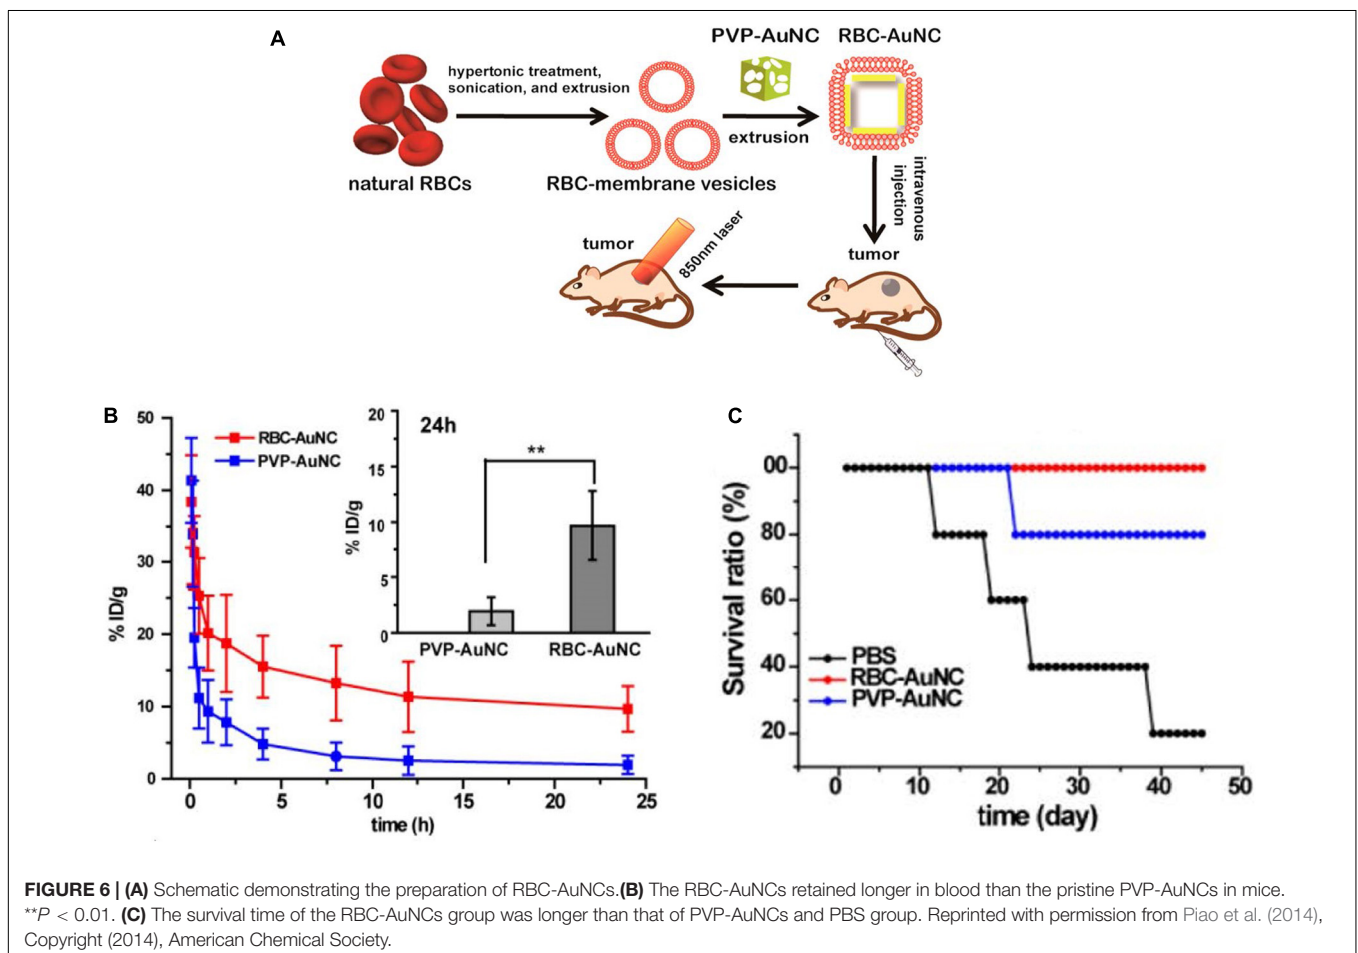 A
PVP-AuNC
RBC-AuNC
hypertonic treatment,
sonication, and extrusion
extrusion
natural RBCs
RBC-membrane vesicles
intravenous
injection
tumor
850nm laser
tumor
B
50
40
30
20
10
0
% ID/g
RBC-AuNC
PVP-AuNC
0
5
10
15
20
25
time (h)
20
15
10
5
0
% ID/g
24h
**
PVP-AuNC
RBC-AuNC
C
00
80
60
40
20
Survival ratio (%)
PBS
RBC-AuNC
PVP-AuNC
0
10
20
30
40
50
time (day)
FIGURE 6 | (A) Schematic demonstrating the preparation of RBC-AuNCs.(B) The RBC-AuNCs retained longer in blood than the pristine PVP-AuNCs in mice.
**P < 0.01. (C) The survival time of the RBC-AuNCs group was longer than that of PVP-AuNCs and PBS group. Reprinted with permission from Piao et al. (2014),
Copyright (2014), American Chemical Society.